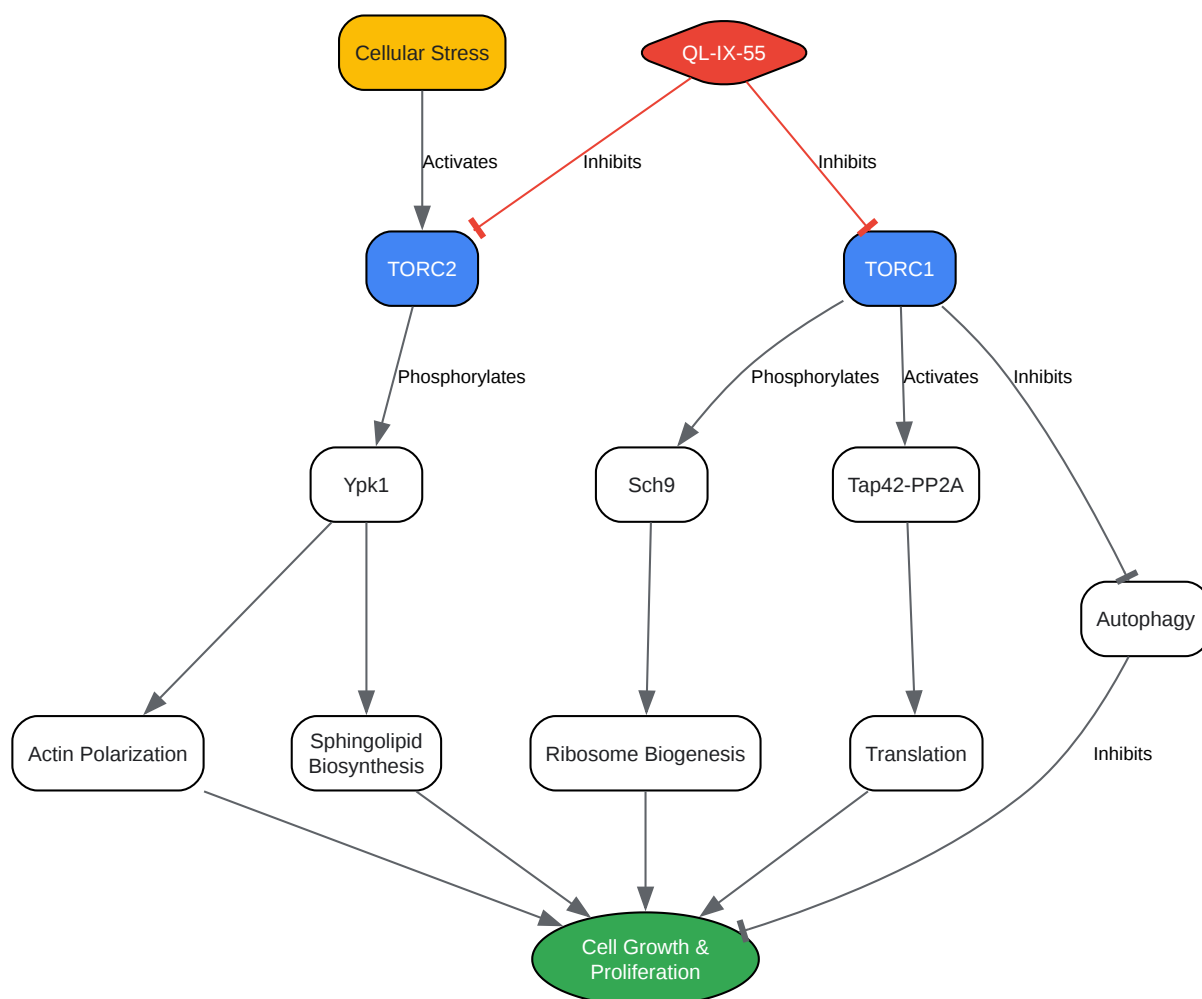 Cellular Stress
QL-IX-55
Activates
Inhibits
Inhibits
TORC2
TORC1
Phosphorylates
Phosphorylates
Activates
Inhibits
Ypk1
Sch9
Tap42-PP2A
Autophagy
Actin Polarization
Sphingolipid
Biosynthesis
Ribosome Biogenesis
Translation
Inhibits
Cell Growth &
Proliferation